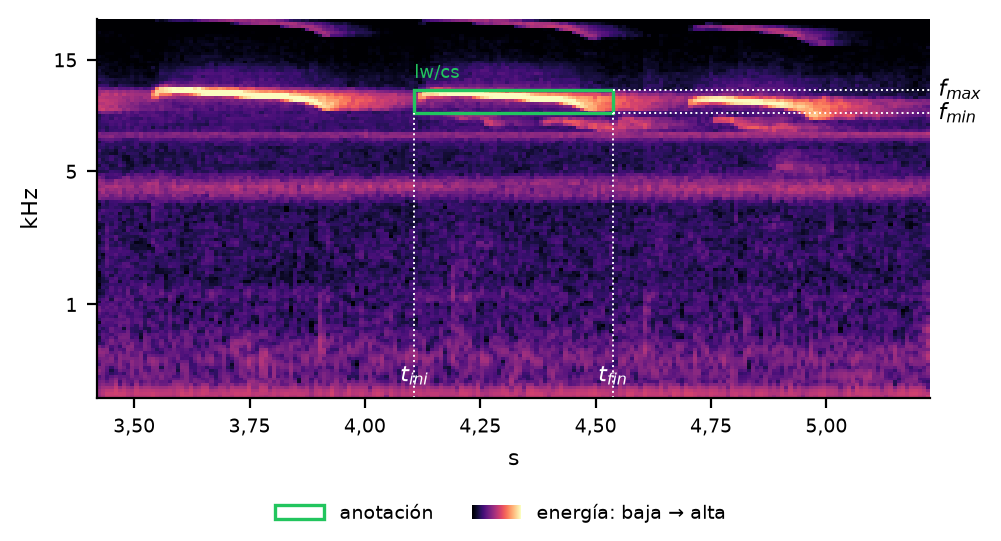 15
lw/cs
f_max
f_min
5
kHz
1
t_ini
t_fin
3,50 3,75 4,00 4,25 4,50 4,75 5,00
s
anotación energía: baja → alta